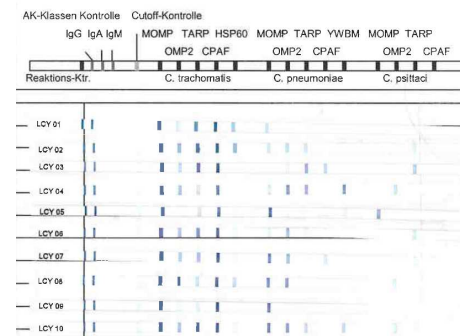 AK-Klassen Kontrolle Cutoff-Kontrolle
IgG IgA IgM MOMP TARP HSP60 MOMP TARP YWBM MOMP TARP
OMP2 CPAF OMP2 CPAF OMP2 CPAF
Reaktions-Ktr. C. trachomatis C. pneumoniae C. psittaci
LCY 01
LCY 02
LCY 03
LCY 04
LCY 05
LCY 06
LCY 07
LCY 08
LCY 09
LCY 10